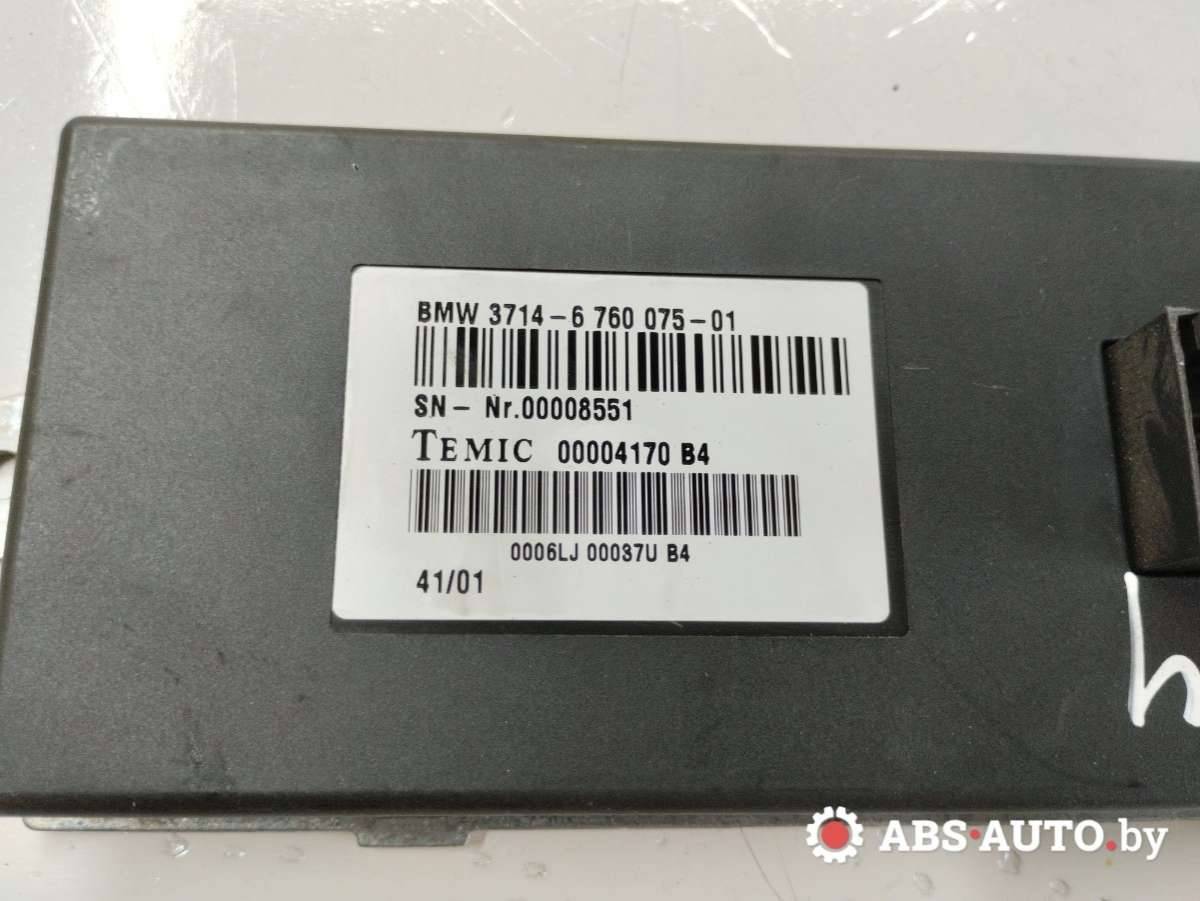 BMW 3714-6 760 075-01
SN- Nr.00008551
TEMIC 00004170 B4
0006LJ 00037U B4
41/01
ABS-AUTO.by